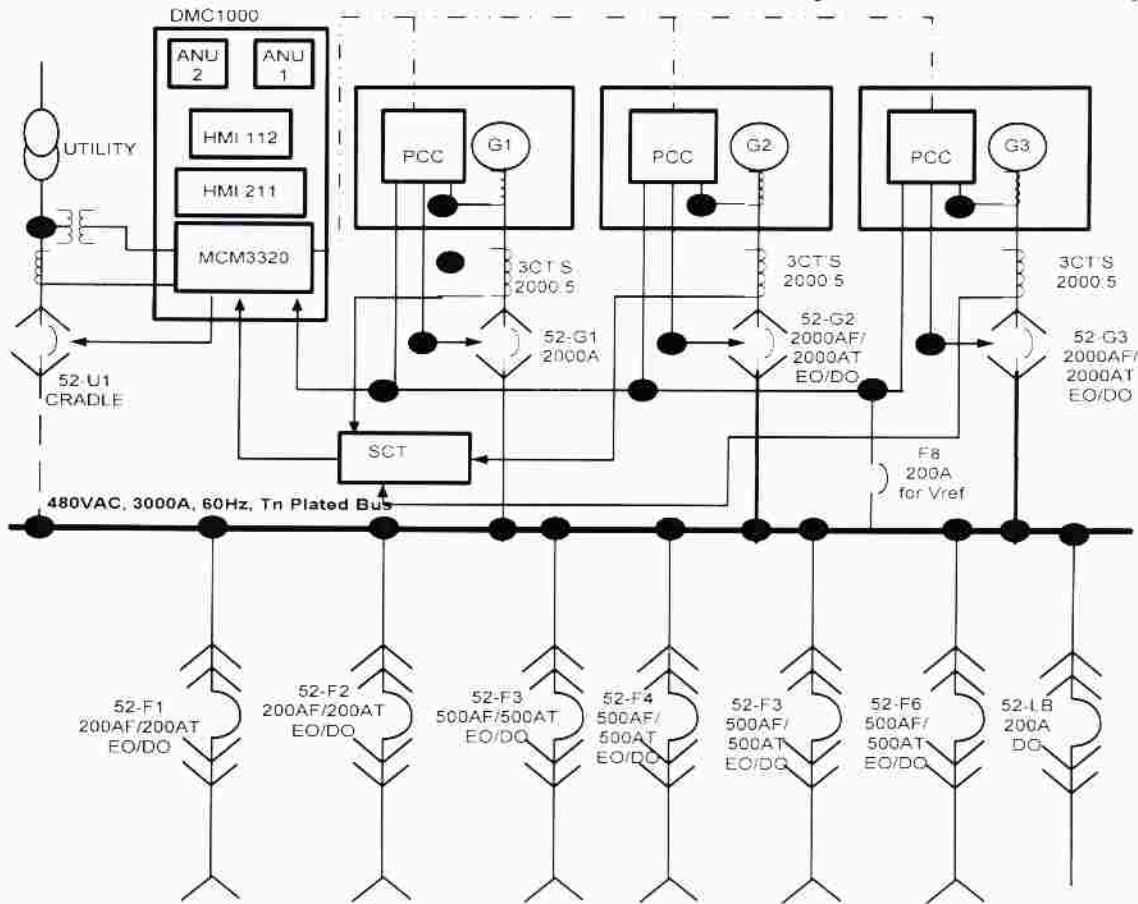 DMC1000
ANU
2
ANU
1
HMI 112
HMI 211
MCM3320
UTILITY
PCC
G1
PCC
G2
PCC
G3
3CT'S
2000:5
3CT'S
2000:5
3CT'S
2000:5
52-G1
2000A
52-G2
2000AF/
2000AT
EO/DO
52-G3
2000AF/
2000AT
EO/DO
52-U1
CRADLE
SCT
F8
200A
for Vref
480VAC, 3000A, 60Hz, Tn Plated Bus
52-F1
200AF/200AT
EO/DO
52-F2
200AF/200AT
EO/DO
52-F3
500AF/500AT
EO/DO
52-F4
500AF/
500AT
EO/DO
52-F3
500AF/
500AT
EO/DO
52-F6
500AF/
500AT
EO/DO
52-LB
200A
DO